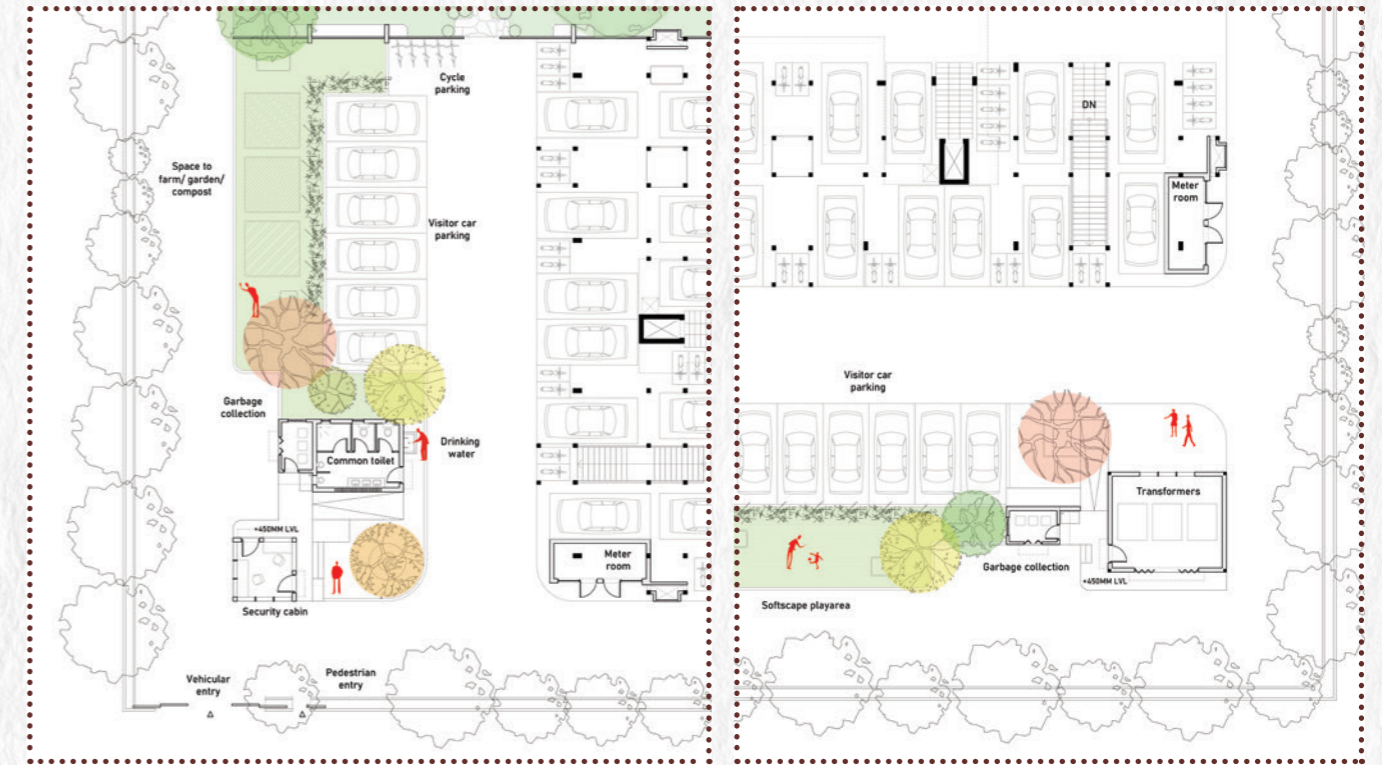 Cycle
parking
Space to
farm/ garden/
compost
Visitor car
parking
Garbage
collection
Drinking
water
Common toilet
+450MM LVL
Security cabin
Meter
room
Vehicular
entry
Pedestrian
entry
DN
Meter
room
Visitor car
parking
Transformers
Garbage collection
+450MM LVL
Softscape playarea